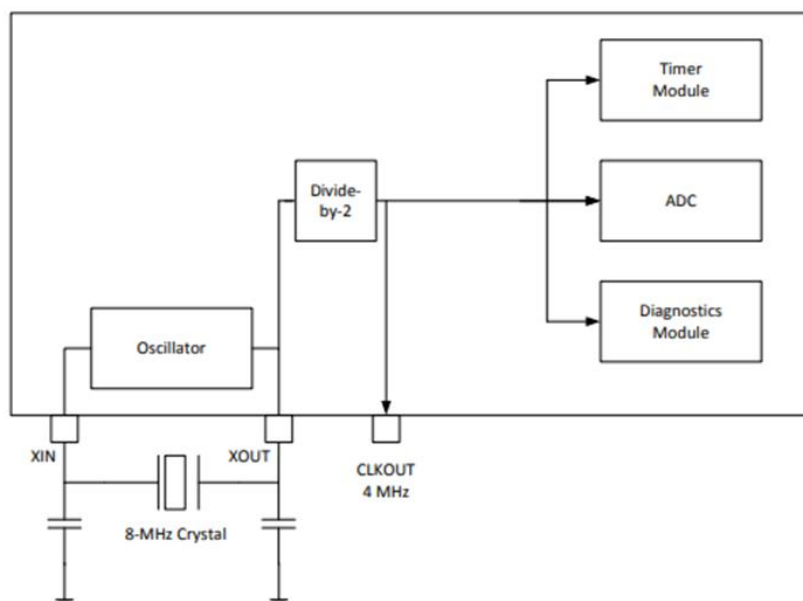 Timer
Module
Divide-
by-2
ADC
Diagnostics
Module
Oscillator
XIN
XOUT
CLKOUT
4 MHz
8-MHz Crystal